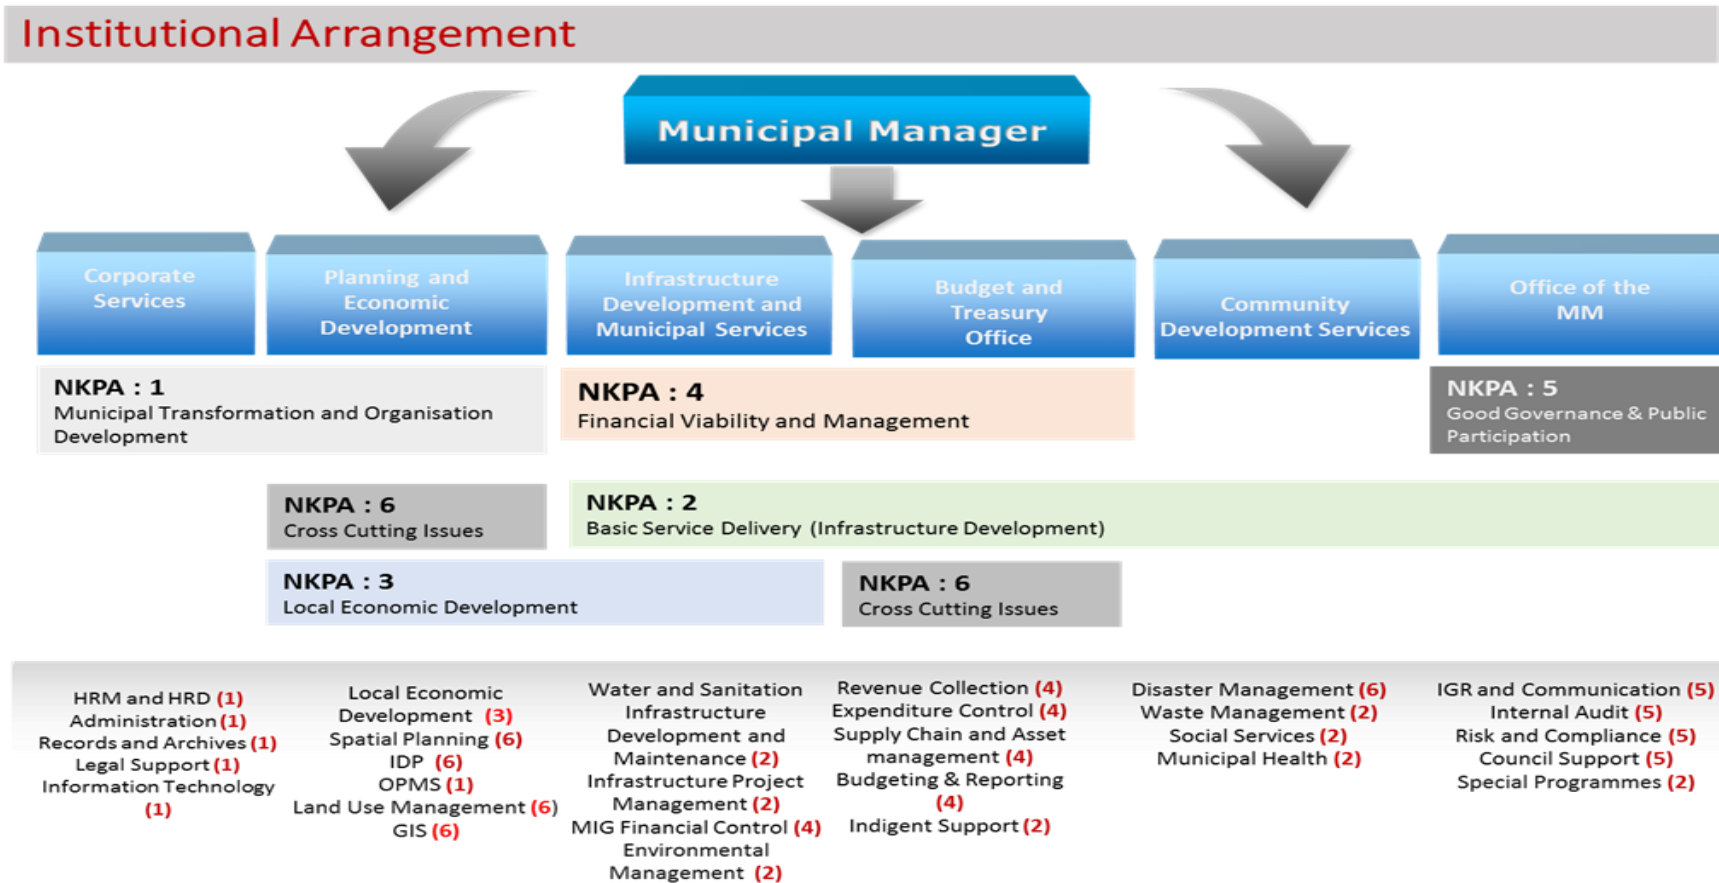 Institutional Arrangement
Municipal Manager
Corporate
Services
Planning and
Economic
Development
Infrastructure
Development and
Municipal Services
Budget and
Treasury
Office
Community
Development Services
Office of the
MM
NKPA : 1
Municipal Transformation and Organisation
Development
NKPA : 4
Financial Viability and Management
NKPA : 5
Good Governance & Public
Participation
NKPA : 6
Cross Cutting Issues
NKPA : 2
Basic Service Delivery (Infrastructure Development)
NKPA : 3
Local Economic Development
NKPA : 6
Cross Cutting Issues
HRM and HRD (1)
Administration (1)
Records and Archives (1)
Legal Support (1)
Information Technology
(1)
Local Economic
Development (3)
Spatial Planning (6)
IDP (6)
OPMS (1)
Land Use Management (6)
GIS (6)
Water and Sanitation
Infrastructure
Development and
Maintenance (2)
Infrastructure Project
Management (2)
MIG Financial Control (4)
Environmental
Management (2)
Revenue Collection (4)
Expenditure Control (4)
Supply Chain and Asset
management (4)
Budgeting & Reporting
(4)
Indigent Support (2)
Disaster Management (6)
Waste Management (2)
Social Services (2)
Municipal Health (2)
IGR and Communication (5)
Internal Audit (5)
Risk and Compliance (5)
Council Support (5)
Special Programmes (2)